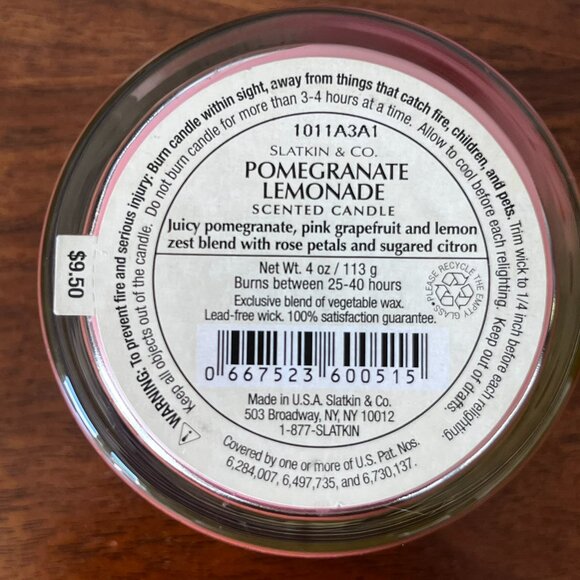 WARNING: To prevent fire and serious injury: Burn candle within sight, away from things that catch fire, children, and pets. Trim wick to 1/4 inch before each relighting.
Keep all objects out of the candle. Do not burn candle for more than 3-4 hours at a time. Allow to cool before each relighting. Keep out of drafts.
$9.50
1011A3A1
SLATKIN & CO.
POMEGRANATE
LEMONADE
SCENTED CANDLE
Juicy pomegranate, pink grapefruit and lemon
zest blend with rose petals and sugared citron
Net Wt. 4 oz / 113 g
Burns between 25-40 hours
Exclusive blend of vegetable wax.
Lead-free wick. 100% satisfaction guarantee.
PLEASE RECYCLE THE EMPTY GLASS
0 667523 600515
Made in U.S.A. Slatkin & Co.
503 Broadway, NY, NY 10012
1-877-SLATKIN
Covered by one or more of U.S. Pat. Nos.
6,284,007, 6,497,735, and 6,730,137.